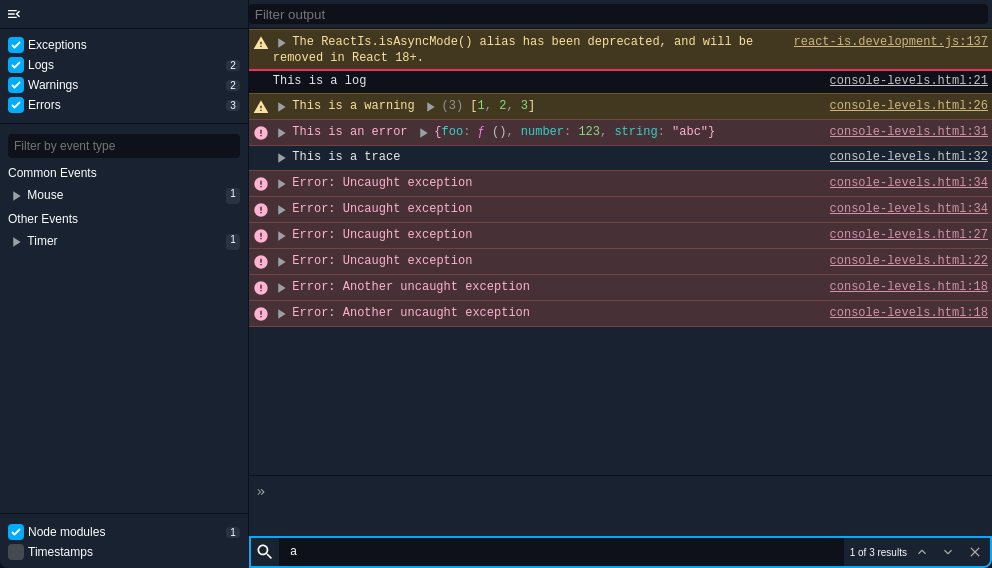 Exceptions
Logs 2
Warnings 2
Errors 3
Filter by event type
Common Events
Mouse 1
Other Events
Timer 1
Node modules 1
Timestamps
Filter output
The ReactIs.isAsyncMode() alias has been deprecated, and will be react-is.development.js:137
removed in React 18+.
This is a log console-levels.html:21
This is a warning (3) [1, 2, 3] console-levels.html:26
This is an error {foo: ƒ (), number: 123, string: "abc"} console-levels.html:31
This is a trace console-levels.html:32
Error: Uncaught exception console-levels.html:34
Error: Uncaught exception console-levels.html:34
Error: Uncaught exception console-levels.html:27
Error: Uncaught exception console-levels.html:22
Error: Another uncaught exception console-levels.html:18
Error: Another uncaught exception console-levels.html:18
»
a 1 of 3 results